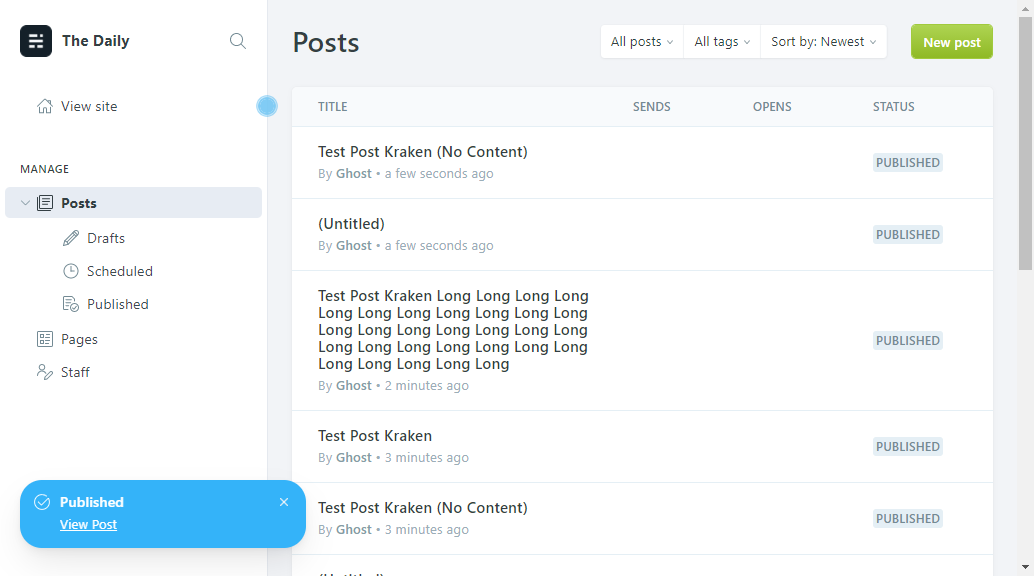 The Daily
View site
MANAGE
Posts
Drafts
Scheduled
Published
Pages
Staff
Published
View Post
Posts
All posts
All tags
Sort by: Newest
New post
TITLE SENDS OPENS STATUS
Test Post Kraken (No Content)
By Ghost • a few seconds ago
PUBLISHED
(Untitled)
By Ghost • a few seconds ago
PUBLISHED
Test Post Kraken Long Long Long Long
Long Long Long Long Long Long Long
Long Long Long Long Long Long Long
Long Long Long Long Long Long Long
Long Long Long Long Long
By Ghost • 2 minutes ago
PUBLISHED
Test Post Kraken
By Ghost • 3 minutes ago
PUBLISHED
Test Post Kraken (No Content)
By Ghost • 3 minutes ago
PUBLISHED
(Untitled)